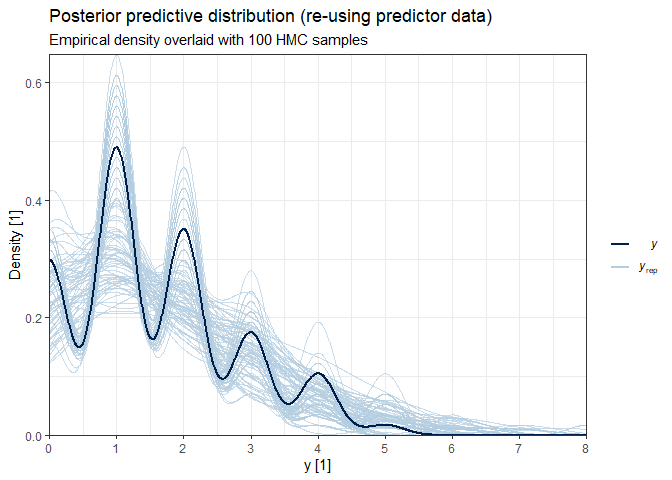 Posterior predictive distribution (re-using predictor data)
Empirical density overlaid with 100 HMC samples
0.6
0.4
0.2
0.0
Density [1]
0 1 2 3 4 5 6 7 8
y [1]
y
y rep